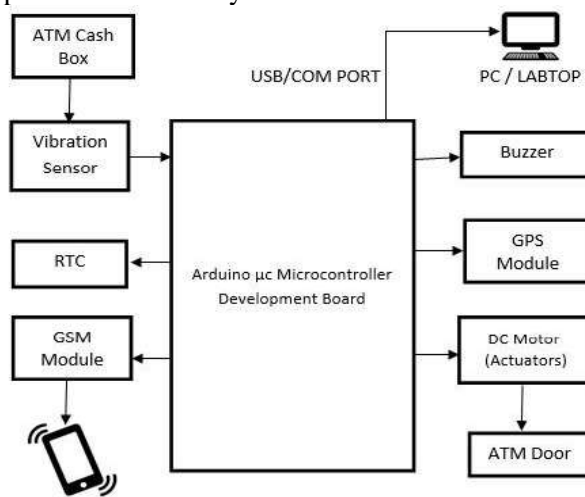 ATM Cash
Box
USB/COM PORT
PC / LABTOP
Vibration
Sensor
Buzzer
RTC
Arduino µc Microcontroller
Development Board
GPS
Module
GSM
Module
DC Motor
(Actuators)
ATM Door